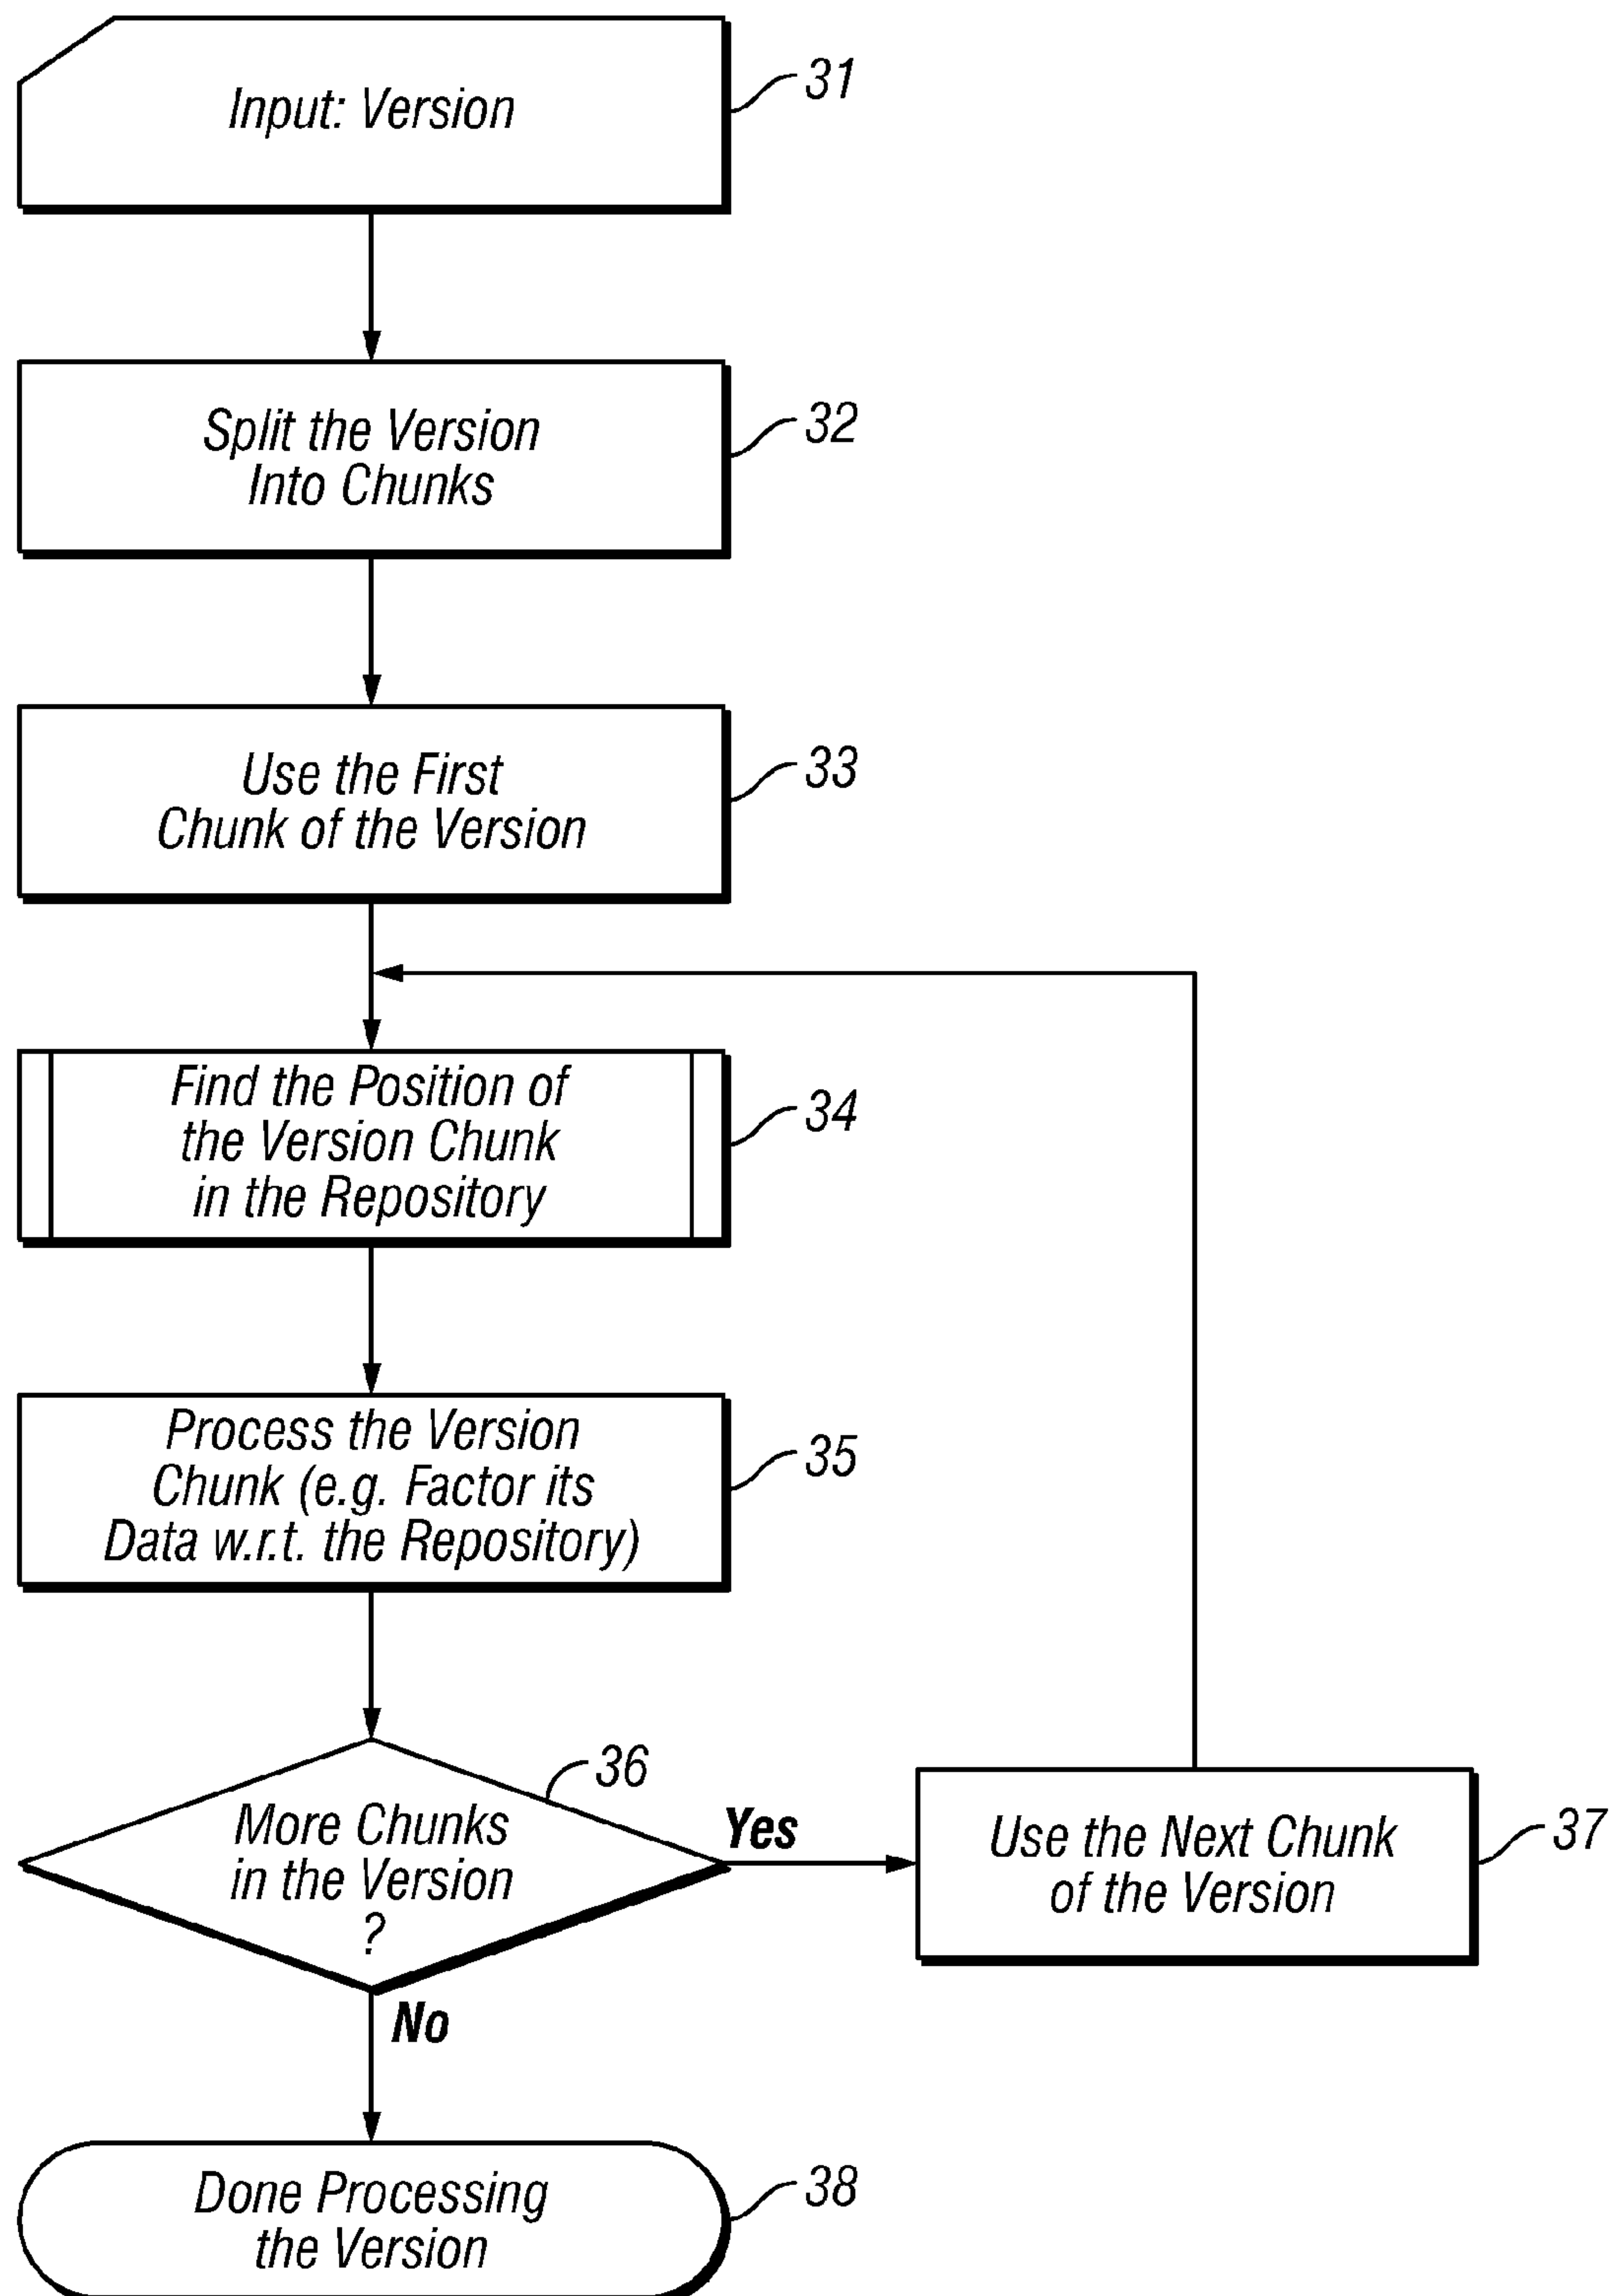 Input: Version
31
Split the Version
Into Chunks
32
Use the First
Chunk of the Version
33
Find the Position of
the Version Chunk
in the Repository
34
Process the Version
Chunk (e.g. Factor its
Data w.r.t. the Repository)
35
More Chunks
in the Version
?
36
Yes
Use the Next Chunk
of the Version
37
No
Done Processing
the Version
38